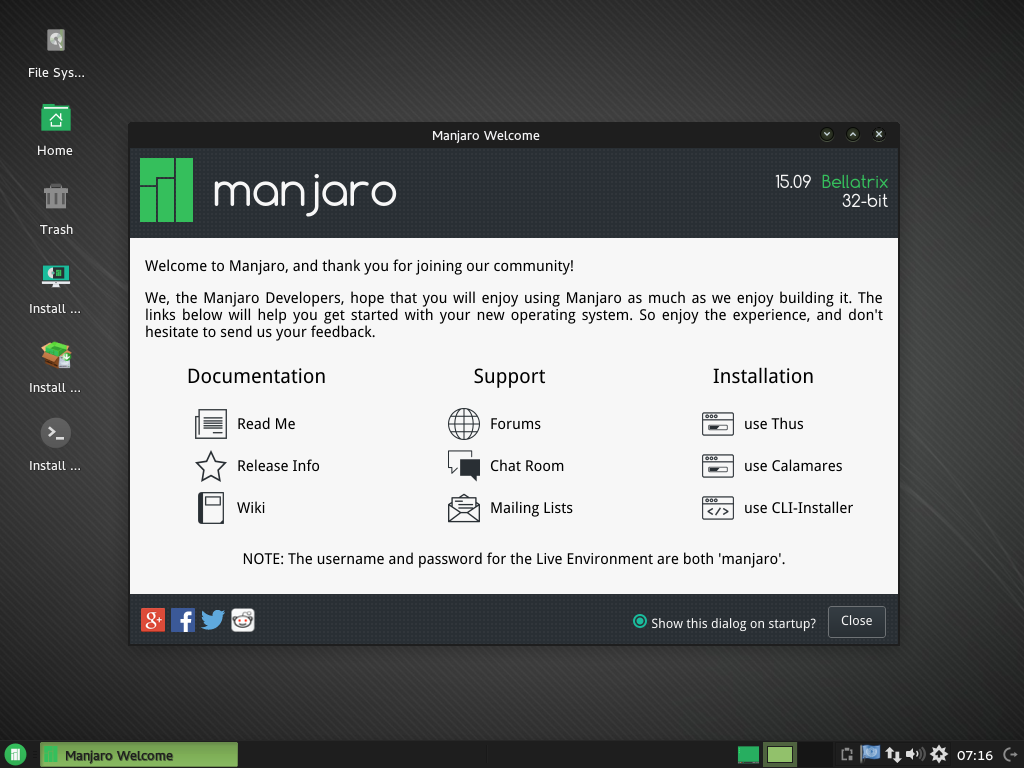 File Sys...
Home
Trash
Install ...
Install ...
Install ...
Manjaro Welcome
manjaro
15.09 Bellatrix
32-bit
Welcome to Manjaro, and thank you for joining our community!
We, the Manjaro Developers, hope that you will enjoy using Manjaro as much as we enjoy building it. The
links below will help you get started with your new operating system. So enjoy the experience, and don't
hesitate to send us your feedback.
Documentation
Read Me
Release Info
Wiki
Support
Forums
Chat Room
Mailing Lists
Installation
use Thus
use Calamares
use CLI-Installer
NOTE: The username and password for the Live Environment are both 'manjaro'.
Show this dialog on startup?
Close
Manjaro Welcome
07:16